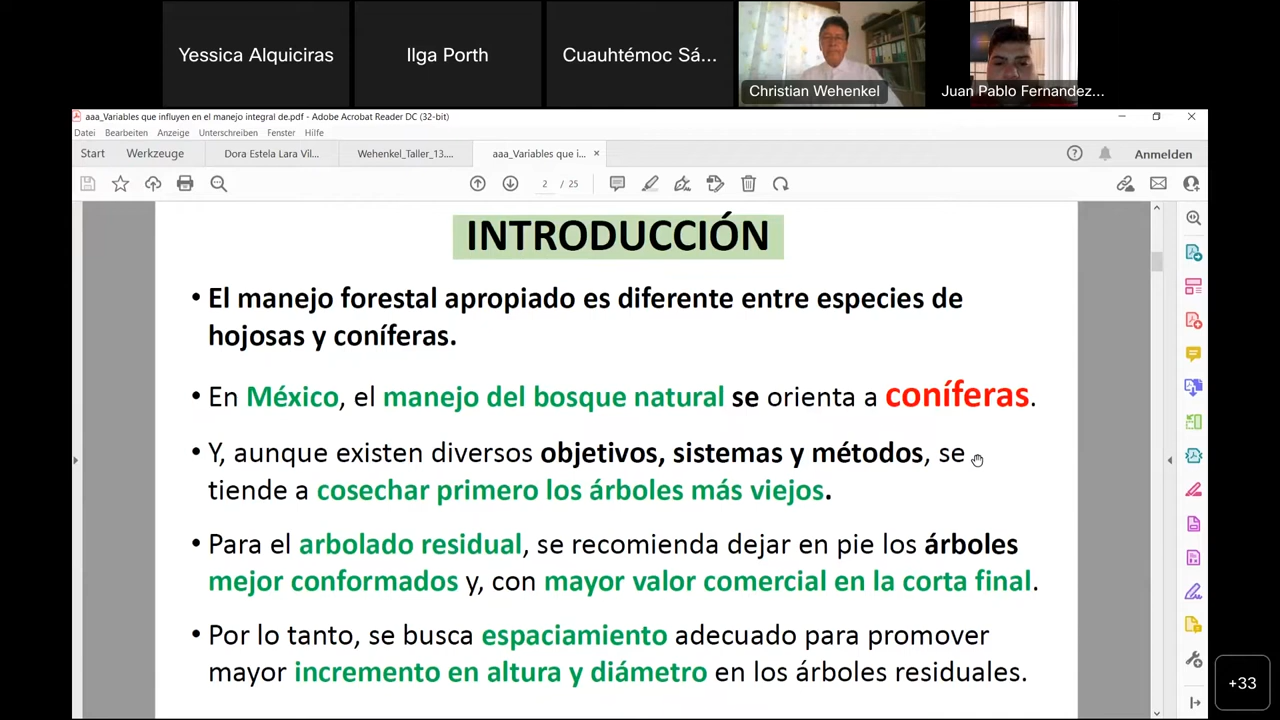 Yessica Alquiciras
Ilga Porth
Cuauhtémoc Sá...
Christian Wehenkel
Juan Pablo Fernandez...
aaa_Variables que influyen en el manejo integral de.pdf - Adobe Acrobat Reader DC (32-bit)
Datei Bearbeiten Anzeige Unterschreiben Fenster Hilfe
Start Werkzeuge Dora Estela Lara Vil... Wehenkel_Taller_13.... aaa_Variables que i... × Anmelden
2 / 25
INTRODUCCIÓN
• El manejo forestal apropiado es diferente entre especies de
hojosas y coníferas.
• En México, el manejo del bosque natural se orienta a coníferas.
• Y, aunque existen diversos objetivos, sistemas y métodos, se
tiende a cosechar primero los árboles más viejos.
• Para el arbolado residual, se recomienda dejar en pie los árboles
mejor conformados y, con mayor valor comercial en la corta final.
• Por lo tanto, se busca espaciamiento adecuado para promover
mayor incremento en altura y diámetro en los árboles residuales.
+33